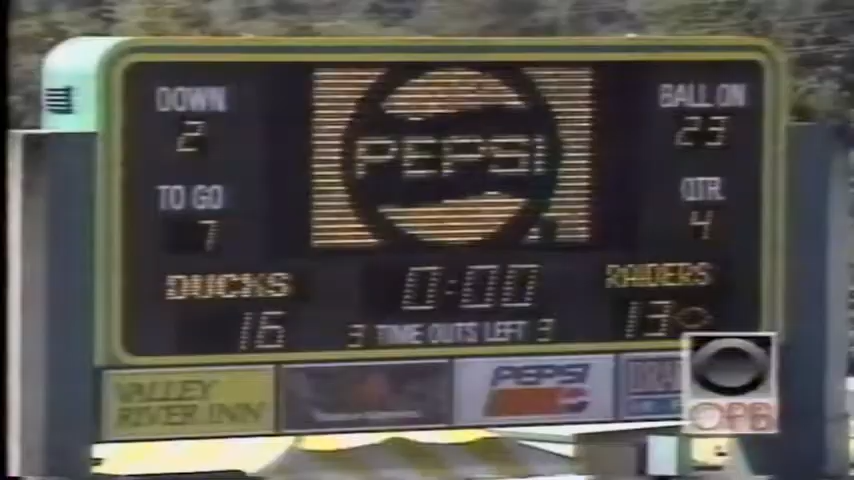 DOWN
2
PEPSI
BALL ON
23
TO GO
7
QTR
4
DUCKS
0:00
RAIDERS
16
3 TIME OUTS LEFT 3
13
VALLEY
RIVER INN
PEPSI
OPB